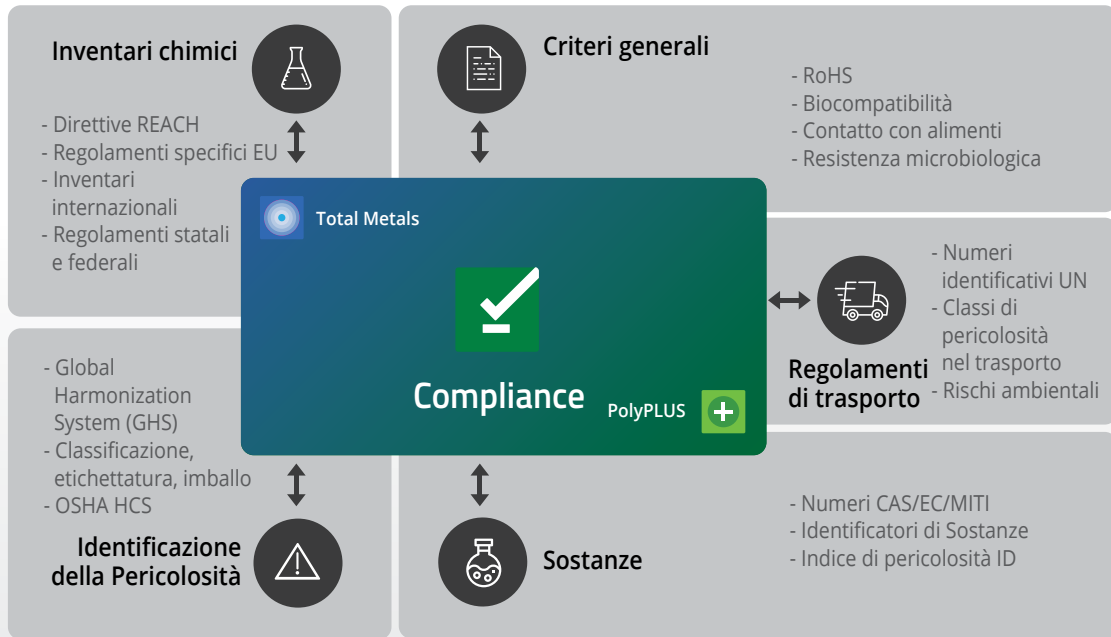 Inventari chimici
- Direttive REACH
- Regolamenti specifici EU
- Inventari
internazionali
- Regolamenti statali
e federali
Criteri generali
- RoHS
- Biocompatibilità
- Contatto con alimenti
- Resistenza microbiologica
Total Metals
Compliance
PolyPLUS
- Numeri
identificativi UN
- Classi di
pericolosità
nel trasporto
- Rischi ambientali
Regolamenti
di trasporto
- Global
Harmonization
System (GHS)
- Classificazione,
etichettatura, imballo
- OSHA HCS
Identificazione
della Pericolosità
Sostanze
- Numeri CAS/EC/MITI
- Identificatori di Sostanze
- Indice di pericolosità ID